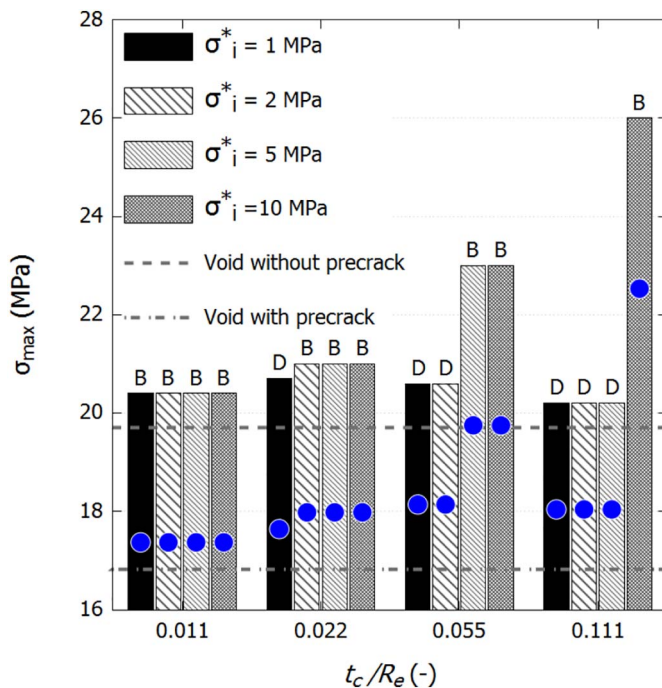 28
26
24
22
20
18
16
σmax (MPa)
σ*i = 1 MPa
σ*i = 2 MPa
σ*i = 5 MPa
σ*i =10 MPa
Void without precrack
Void with precrack
B B B B
D B B B
D D B B
D D D B
0.011 0.022 0.055 0.111
tc/Re (-)